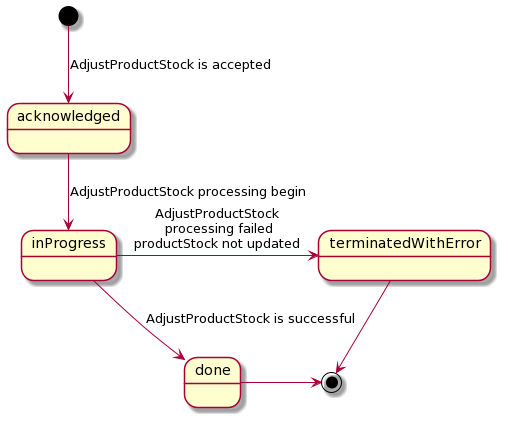 AdjustProductStock is accepted
acknowledged
AdjustProductStock processing begin
AdjustProductStock
processing failed
productStock not updated
inProgress
terminatedWithError
AdjustProductStock is successful
done